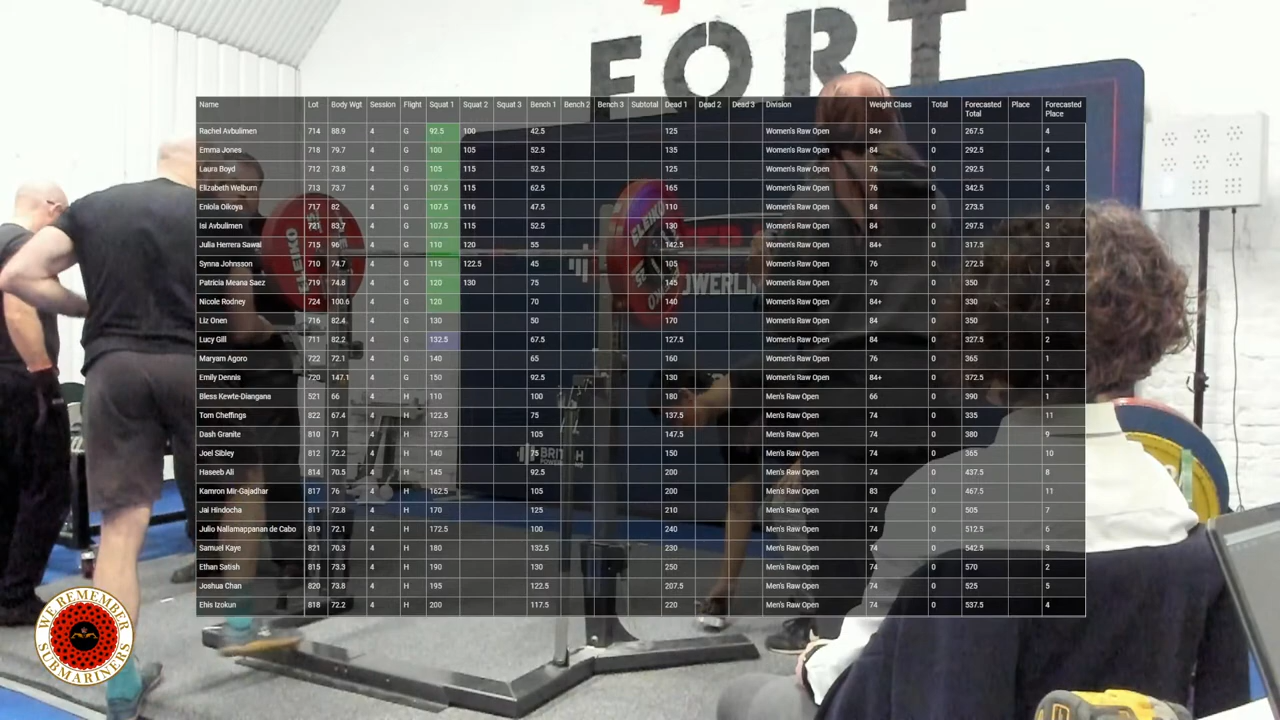 FORT
Name Lot Body Wgt Session Flight Squat 1 Squat 2 Squat 3 Bench 1 Bench 2 Bench 3 Subtotal Dead 1 Dead 2 Dead 3 Division Weight Class Total Forecasted Total Place Forecasted Place
Rachel Avbulimen 714 88.9 4 G 92.5 100 42.5 125 Women's Raw Open 84+ 0 267.5 4
Emma Jones 718 79.7 4 G 100 105 52.5 135 Women's Raw Open 84 0 292.5 4
Laura Boyd 712 73.8 4 G 105 115 52.5 125 Women's Raw Open 76 0 292.5 4
Elizabeth Welburn 713 73.7 4 G 107.5 115 62.5 165 Women's Raw Open 76 0 342.5 3
Eniola Oikoya 717 82 4 G 107.5 116 47.5 110 Women's Raw Open 84 0 273.5 6
Isi Avbulimen 721 83.7 4 G 107.5 115 52.5 130 Women's Raw Open 84 0 297.5 3
Julia Herrera Sawai 715 96 4 G 110 120 55 142.5 Women's Raw Open 84+ 0 317.5 3
Synna Johnsson 710 74.7 4 G 115 122.5 45 105 Women's Raw Open 76 0 272.5 5
Patricia Meana Saez 719 74.8 4 G 120 130 75 145 Women's Raw Open 76 0 350 2
Nicole Rodney 724 100.6 4 G 120 70 140 Women's Raw Open 84+ 0 330 2
Liz Onen 716 82.4 4 G 130 50 170 Women's Raw Open 84 0 350 1
Lucy Gill 711 82.2 4 G 132.5 67.5 127.5 Women's Raw Open 84 0 327.5 2
Maryam Agoro 722 72.1 4 G 140 65 160 Women's Raw Open 76 0 365 1
Emily Dennis 720 147.1 4 G 150 92.5 130 Women's Raw Open 84+ 0 372.5 1
Bless Kewte-Diangana 521 66 4 H 110 100 180 Men's Raw Open 66 0 390 1
Tom Cheffings 822 67.4 4 H 122.5 75 137.5 Men's Raw Open 74 0 335 11
Dash Granite 810 71 4 H 127.5 105 147.5 Men's Raw Open 74 0 380 9
Joel Sibley 812 72.2 4 H 140 75 150 Men's Raw Open 74 0 365 10
Haseeb Ali 814 70.5 4 H 145 92.5 200 Men's Raw Open 74 0 437.5 8
Kamron Mir-Gajadhar 817 76 4 H 162.5 105 200 Men's Raw Open 83 0 467.5 11
Jai Hindocha 811 72.8 4 H 170 125 210 Men's Raw Open 74 0 505 7
Julio Nallamappanan de Cabo 819 72.1 4 H 172.5 100 240 Men's Raw Open 74 0 512.5 6
Samuel Kaye 821 70.3 4 H 180 132.5 230 Men's Raw Open 74 0 542.5 3
Ethan Satish 815 73.3 4 H 190 130 250 Men's Raw Open 74 0 570 2
Joshua Chan 820 73.8 4 H 195 122.5 207.5 Men's Raw Open 74 0 525 5
Ehis Izokun 818 72.2 4 H 200 117.5 220 Men's Raw Open 74 0 537.5 4
ELEIKO
ELEIKO
WE REMEMBER
SUBMARINERS